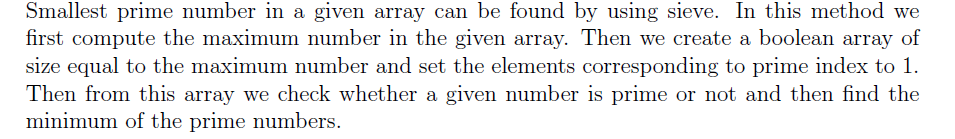 Smallest prime number in a given array can be found by using sieve. In this method we
first compute the maximum number in the given array. Then we create a boolean array of
size equal to the maximum number and set the elements corresponding to prime index to 1.
Then from this array we check whether a given number is prime or not and then find the
minimum of the prime numbers.